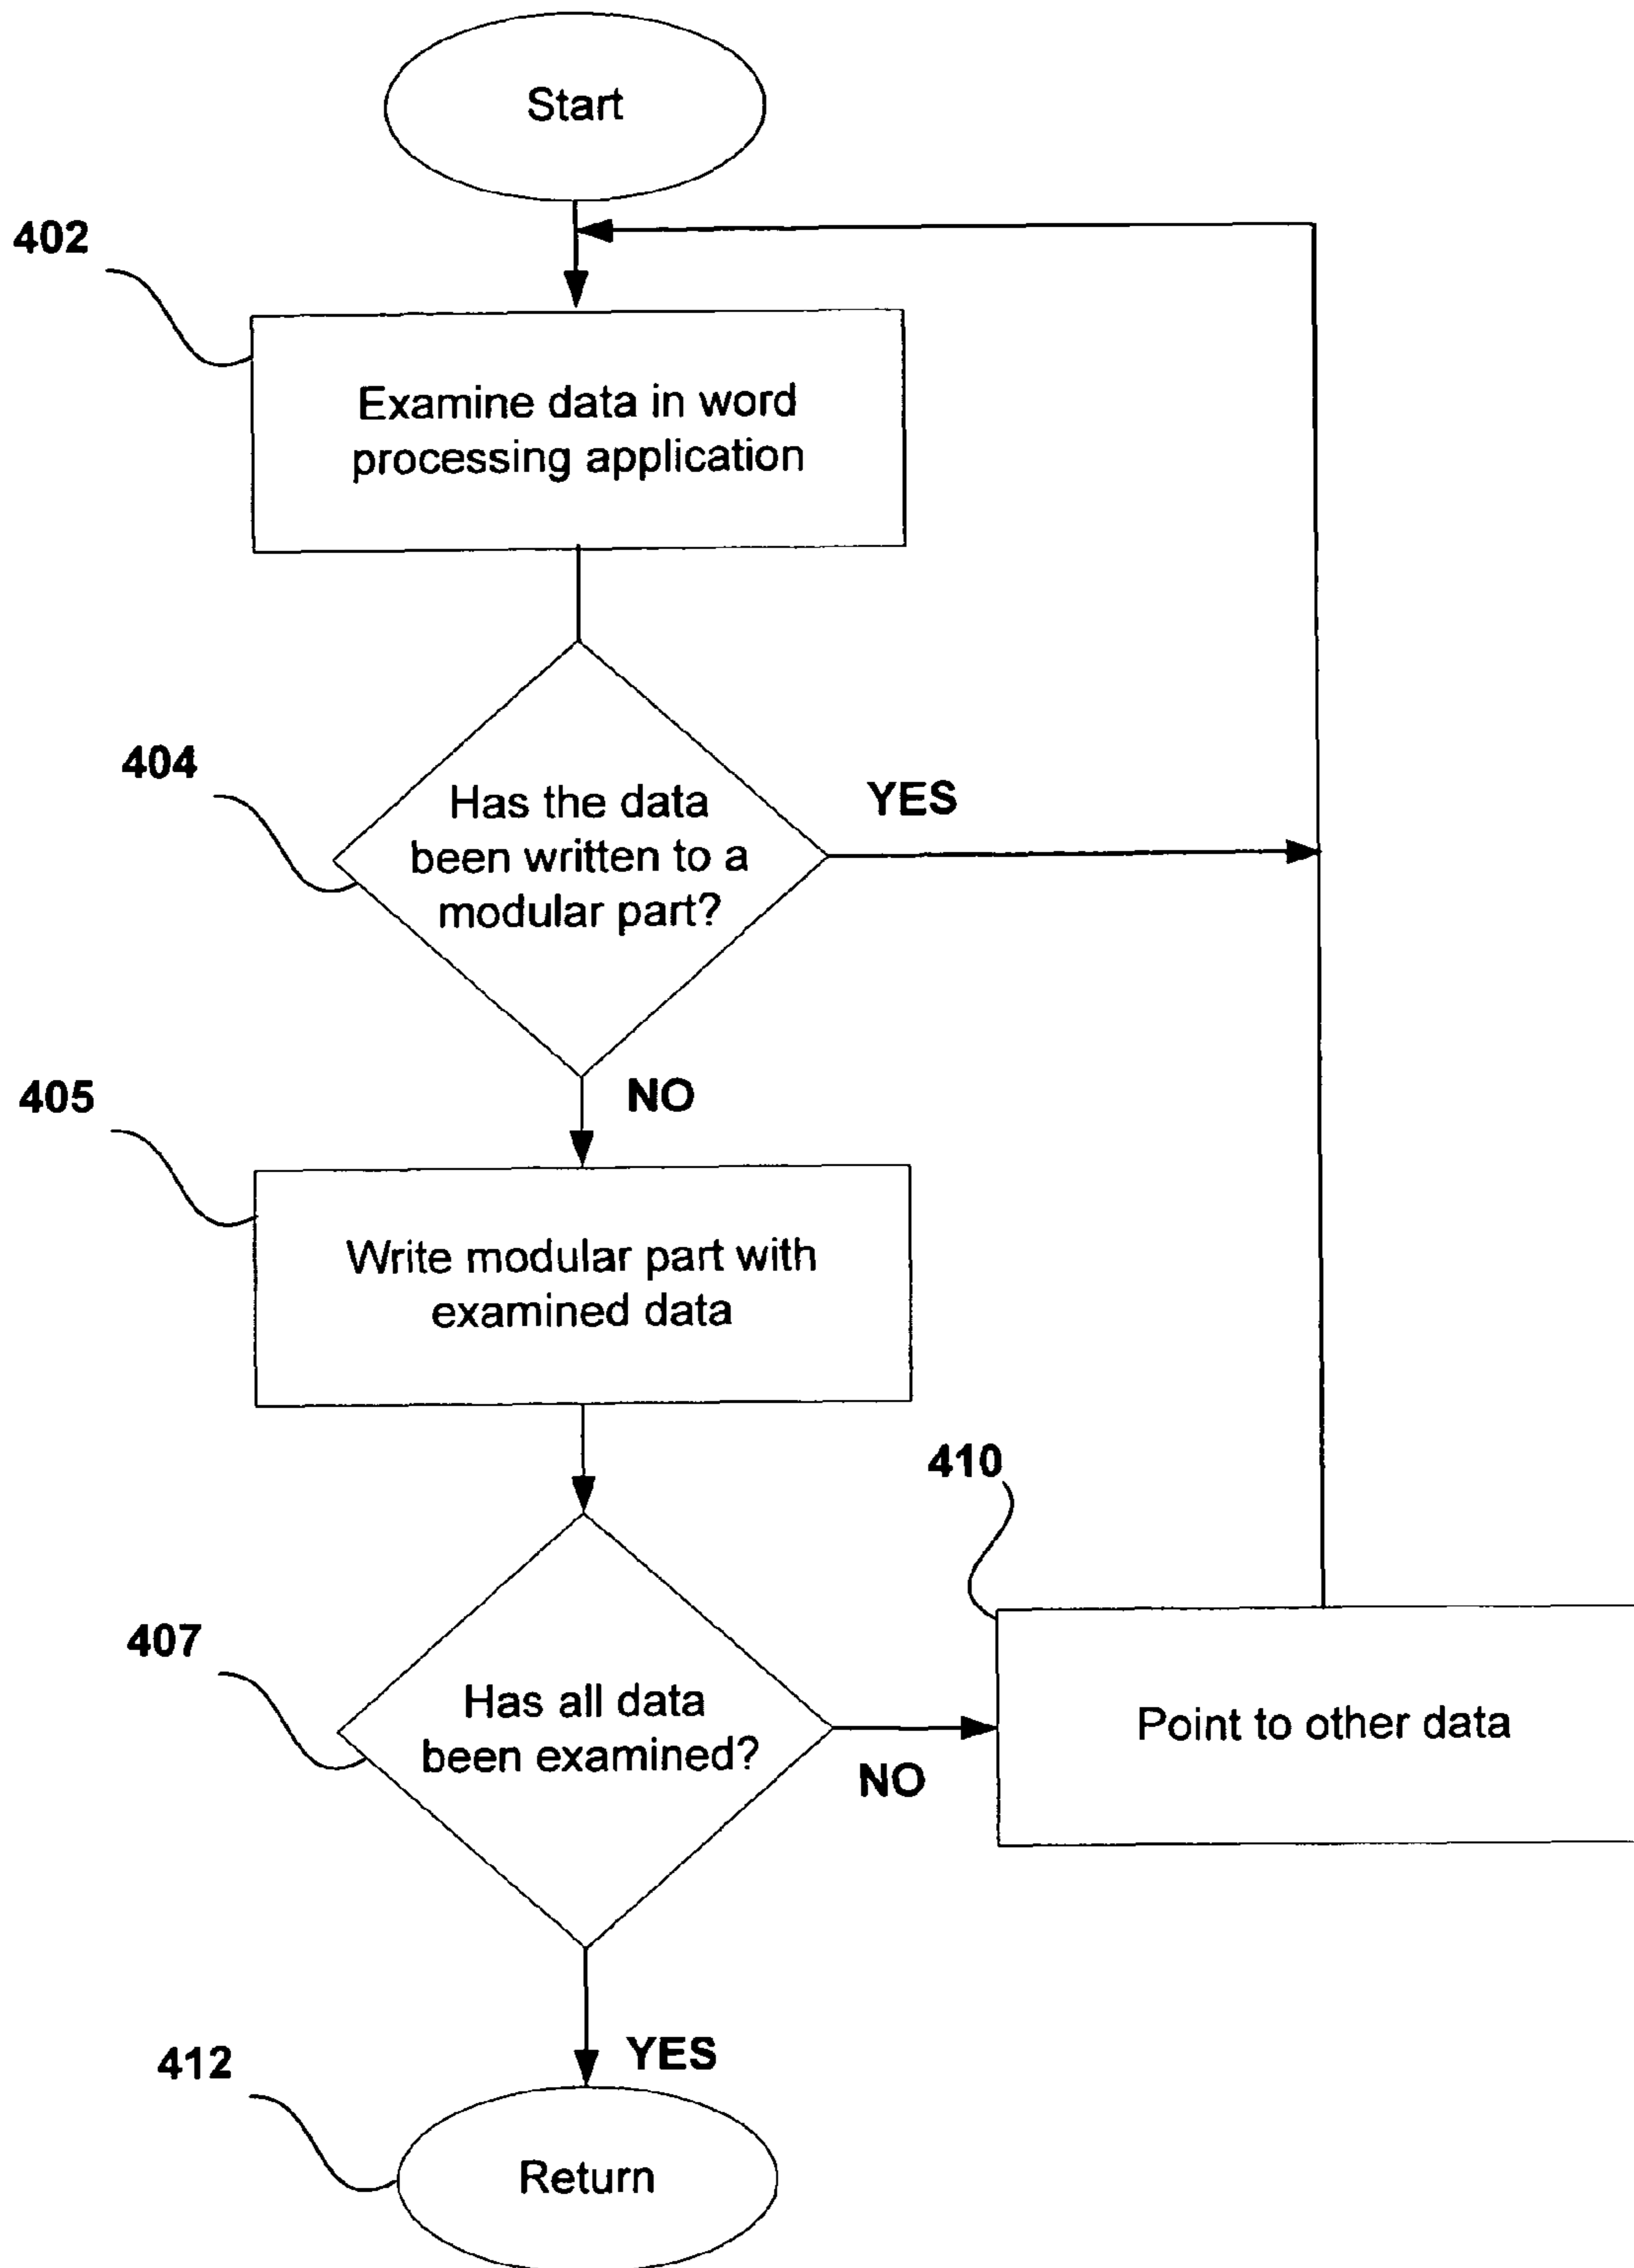 Start
402
Examine data in word
processing application
404
Has the data
been written to a
modular part?
YES
NO
405
Write modular part with
examined data
410
407
Has all data
been examined?
NO
Point to other data
YES
412
Return